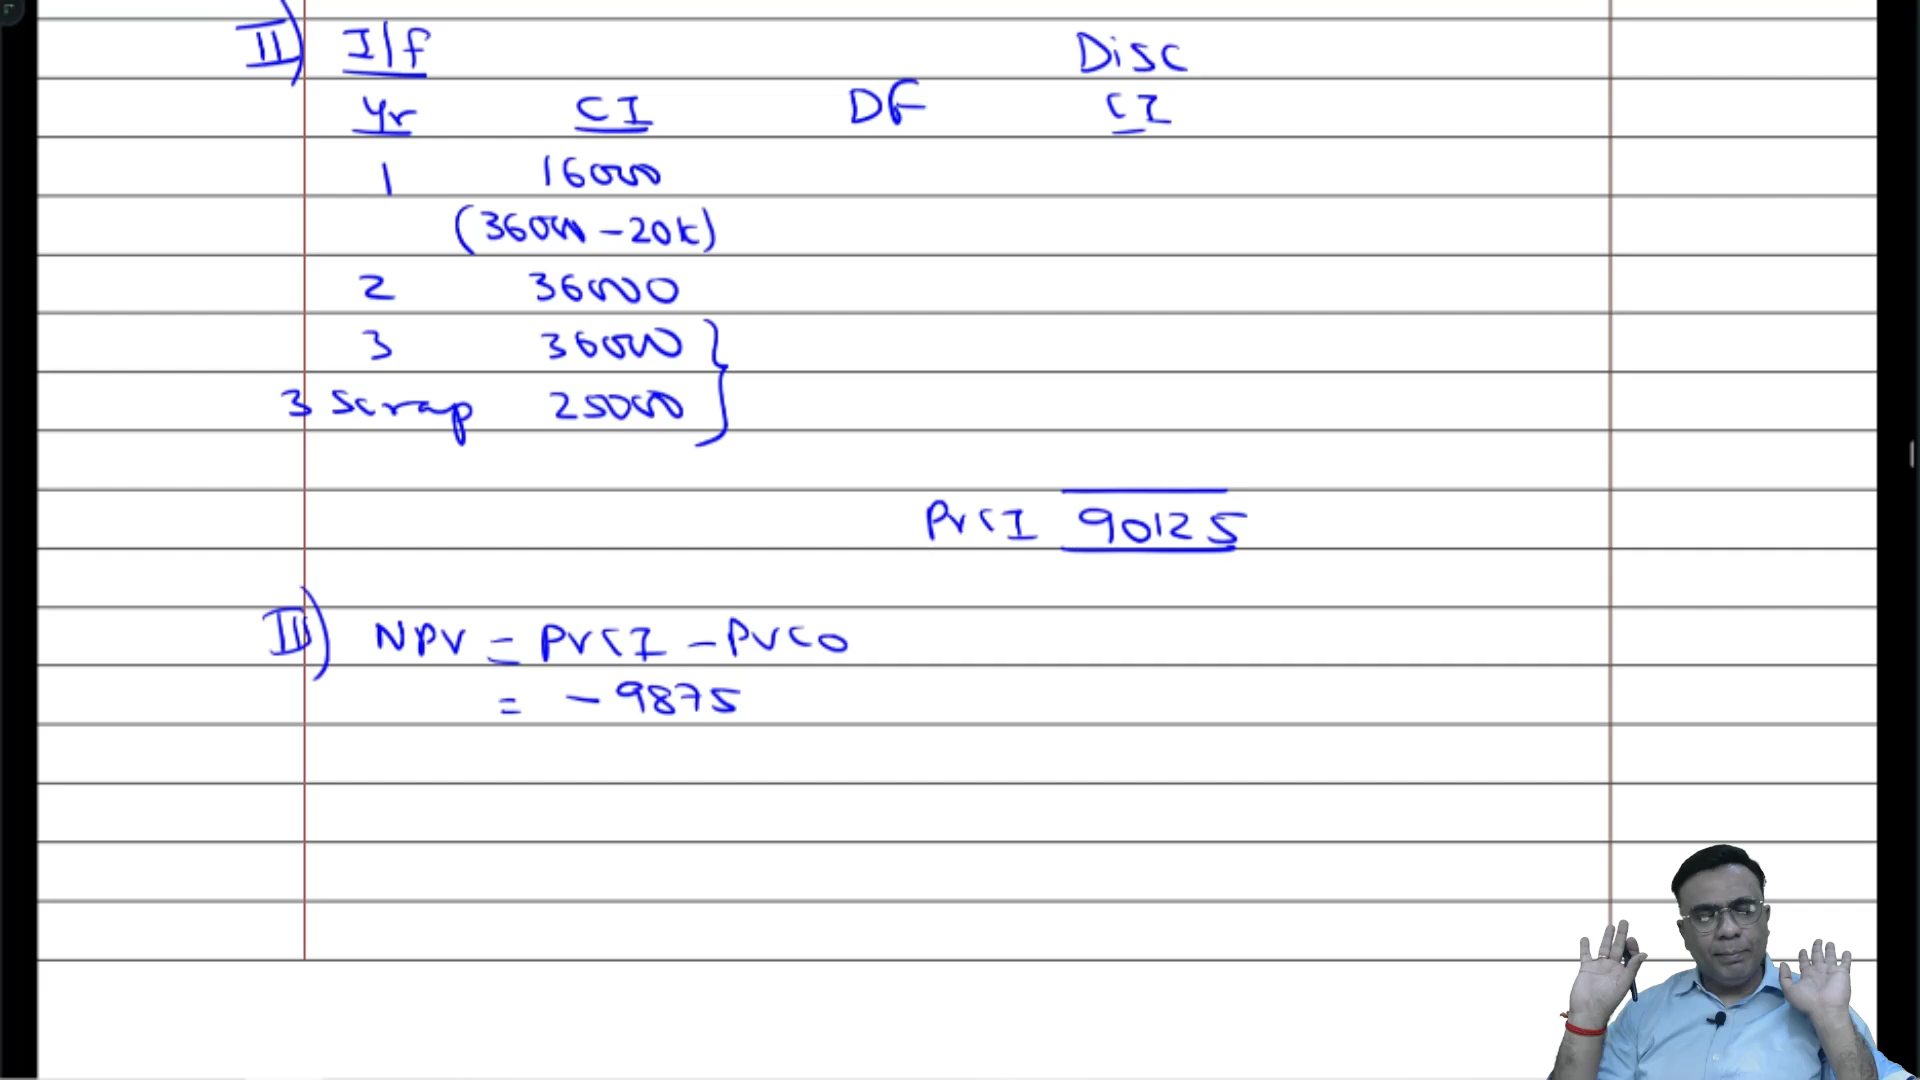 II) I/f
Disc
Yr CI DF CI
1 16000
(36000 - 20k)
2 36000
3 36000
3 Scrap 25000
PVCI 90125
III) NPV = PVCI - PVCO
= - 9875